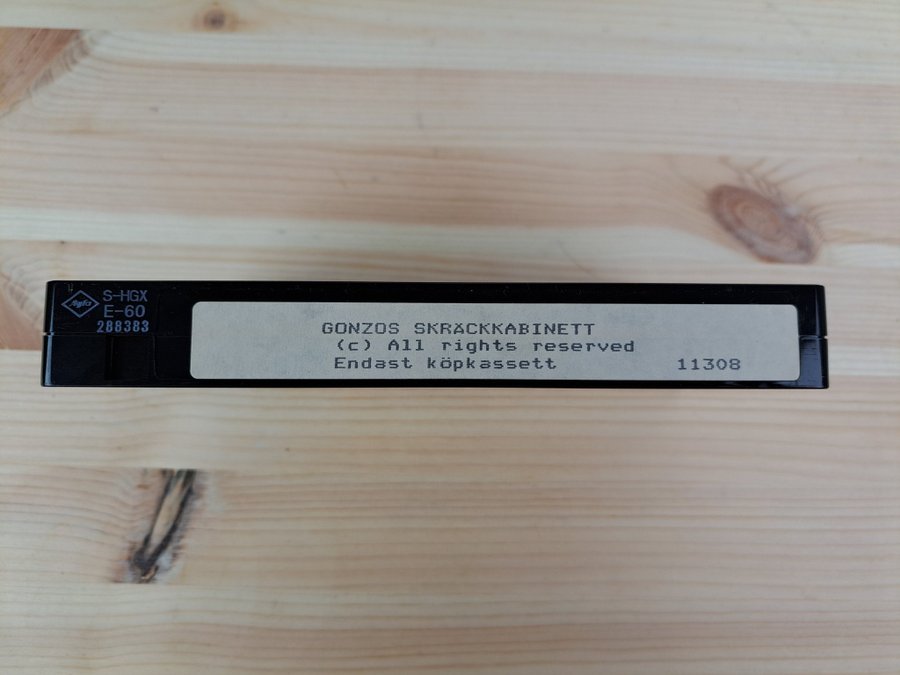 Agfa
S-HGX
E-60
288383
GONZOS SKRÄCKKABINETT
(c) All rights reserved
Endast köpkassett 11308